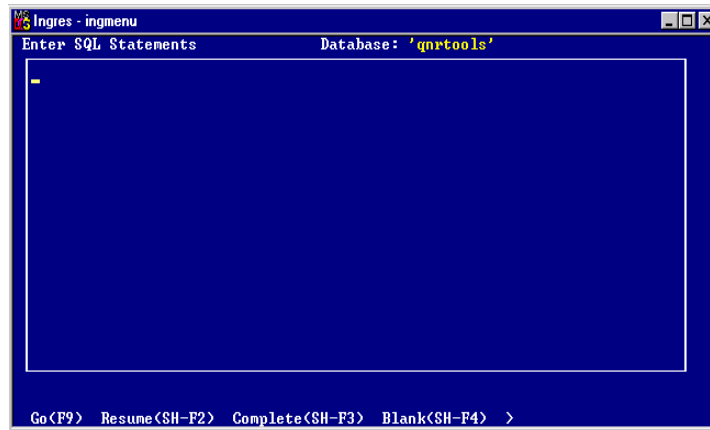 Ingres - ingmenu
Enter SQL Statements Database: 'qnrtools'
Go(F9) Resume(SH-F2) Complete(SH-F3) Blank(SH-F4) >